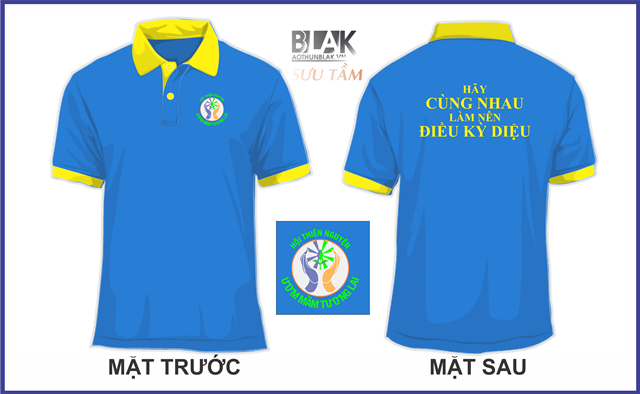 BLAK
AOTHUNBLAK.VN
SƯU TẦM
HÃY
CÙNG NHAU
LÀM NÊN
ĐIỀU KỲ DIỆU
HỘI THIỆN NGUYỆN
ƯƠM MẦM TƯƠNG LAI
MẶT TRƯỚC
MẶT SAU